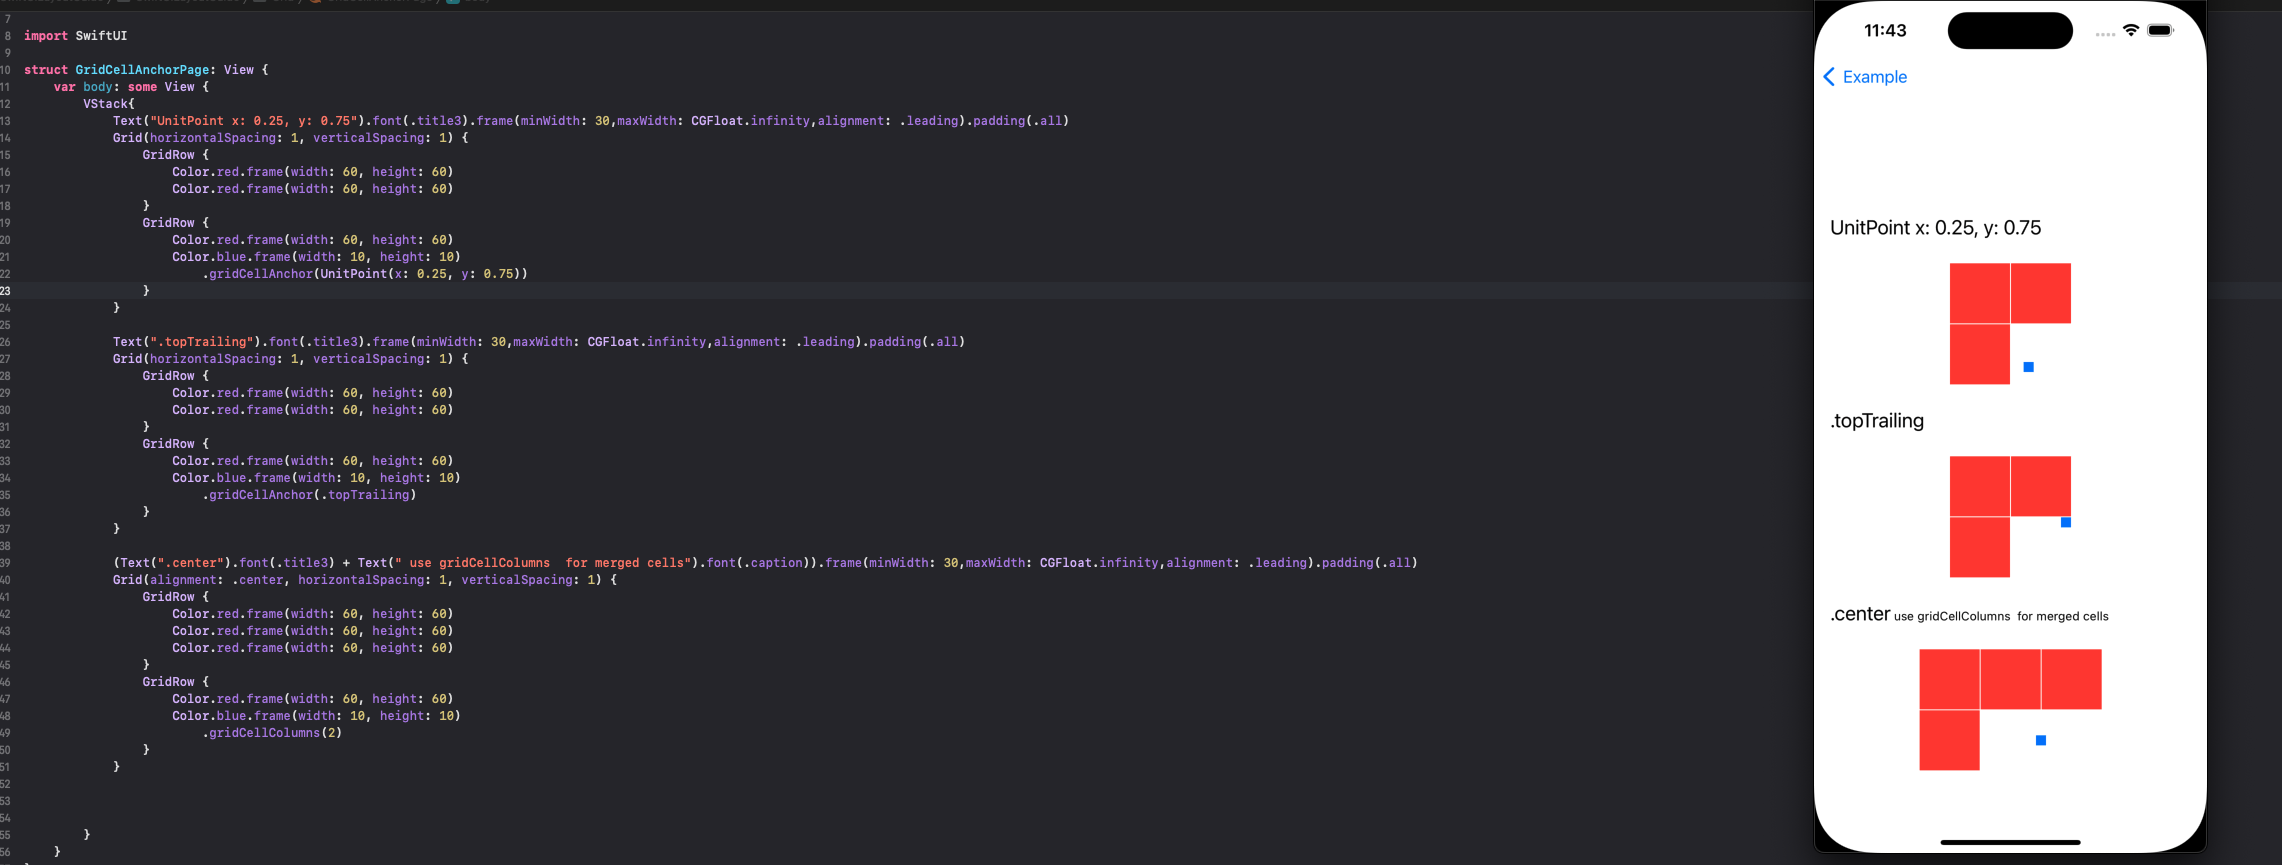 7
8 import SwiftUI
9
10 struct GridCellAnchorPage: View {
11 var body: some View {
12 VStack{
13 Text("UnitPoint x: 0.25, y: 0.75").font(.title3).frame(minWidth: 30,maxWidth: CGFloat.infinity,alignment: .leading).padding(.all)
14 Grid(horizontalSpacing: 1, verticalSpacing: 1) {
15 GridRow {
16 Color.red.frame(width: 60, height: 60)
17 Color.red.frame(width: 60, height: 60)
18 }
19 GridRow {
20 Color.red.frame(width: 60, height: 60)
21 Color.blue.frame(width: 10, height: 10)
22 .gridCellAnchor(UnitPoint(x: 0.25, y: 0.75))
23 }
24 }
25
26 Text(".topTrailing").font(.title3).frame(minWidth: 30,maxWidth: CGFloat.infinity,alignment: .leading).padding(.all)
27 Grid(horizontalSpacing: 1, verticalSpacing: 1) {
28 GridRow {
29 Color.red.frame(width: 60, height: 60)
30 Color.red.frame(width: 60, height: 60)
31 }
32 GridRow {
33 Color.red.frame(width: 60, height: 60)
34 Color.blue.frame(width: 10, height: 10)
35 .gridCellAnchor(.topTrailing)
36 }
37 }
38
39 (Text(".center").font(.title3) + Text(" use gridCellColumns  for merged cells").font(.caption)).frame(minWidth: 30,maxWidth: CGFloat.infinity,alignment: .leading).padding(.all)
40 Grid(alignment: .center, horizontalSpacing: 1, verticalSpacing: 1) {
41 GridRow {
42 Color.red.frame(width: 60, height: 60)
43 Color.red.frame(width: 60, height: 60)
44 Color.red.frame(width: 60, height: 60)
45 }
46 GridRow {
47 Color.red.frame(width: 60, height: 60)
48 Color.blue.frame(width: 10, height: 10)
49 .gridCellColumns(2)
50 }
51 }
52
53
54
55 }
56 }
11:43
Example
UnitPoint x: 0.25, y: 0.75
.topTrailing
.center use gridCellColumns  for merged cells